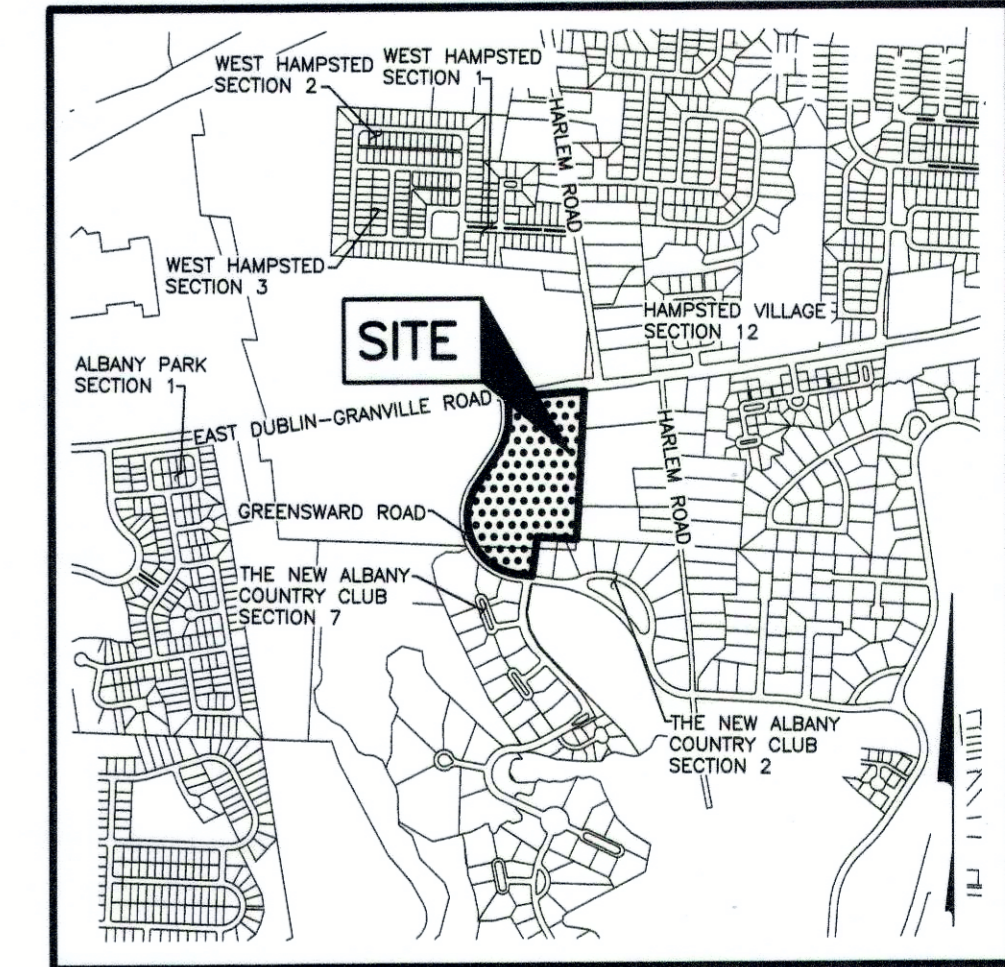 WEST HAMPSTED
SECTION 2
WEST HAMPSTED
SECTION 1
HARLEM ROAD
WEST HAMPSTED
SECTION 3
HAMPSTED VILLAGE
SECTION 12
SITE
ALBANY PARK
SECTION 1
EAST DUBLIN-GRANVILLE ROAD
HARLEM ROAD
GREENSWARD ROAD
THE NEW ALBANY
COUNTRY CLUB
SECTION 7
THE NEW ALBANY
COUNTRY CLUB
SECTION 2